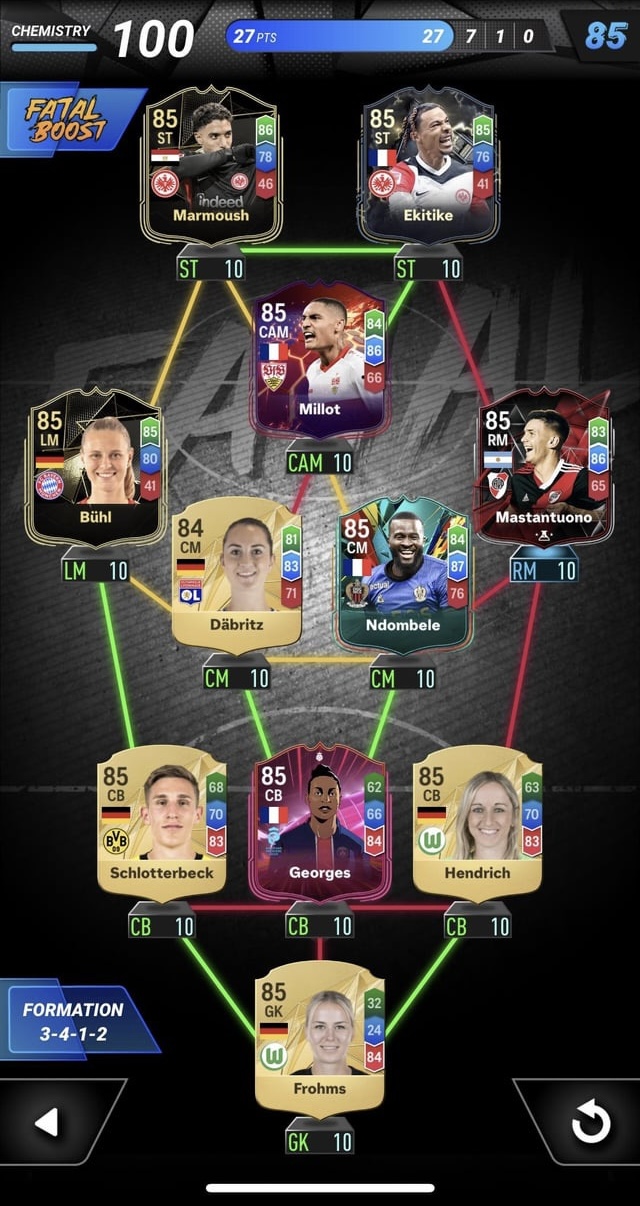 CHEMISTRY 100 27 PTS 27 7 1 0 85
FATAL
BOOST
85
ST
86
78
46
indeed
Marmoush
85
ST
85
76
41
Ekitike
ST 10
ST 10
85
CAM
84
86
66
Millot
CAM 10
85
LM
85
80
41
Bühl
LM 10
85
RM
83
86
65
Mastantuono
RM 10
84
CM
81
83
71
OL
Däbritz
CM 10
85
CM
84
87
76
actual
Ndombele
CM 10
85
CB
68
70
83
BVB
09
Schlotterbeck
CB 10
85
CB
62
66
84
Georges
CB 10
85
CB
63
70
83
W
Hendrich
CB 10
85
GK
32
24
84
W
Frohms
GK 10
FORMATION
3-4-1-2